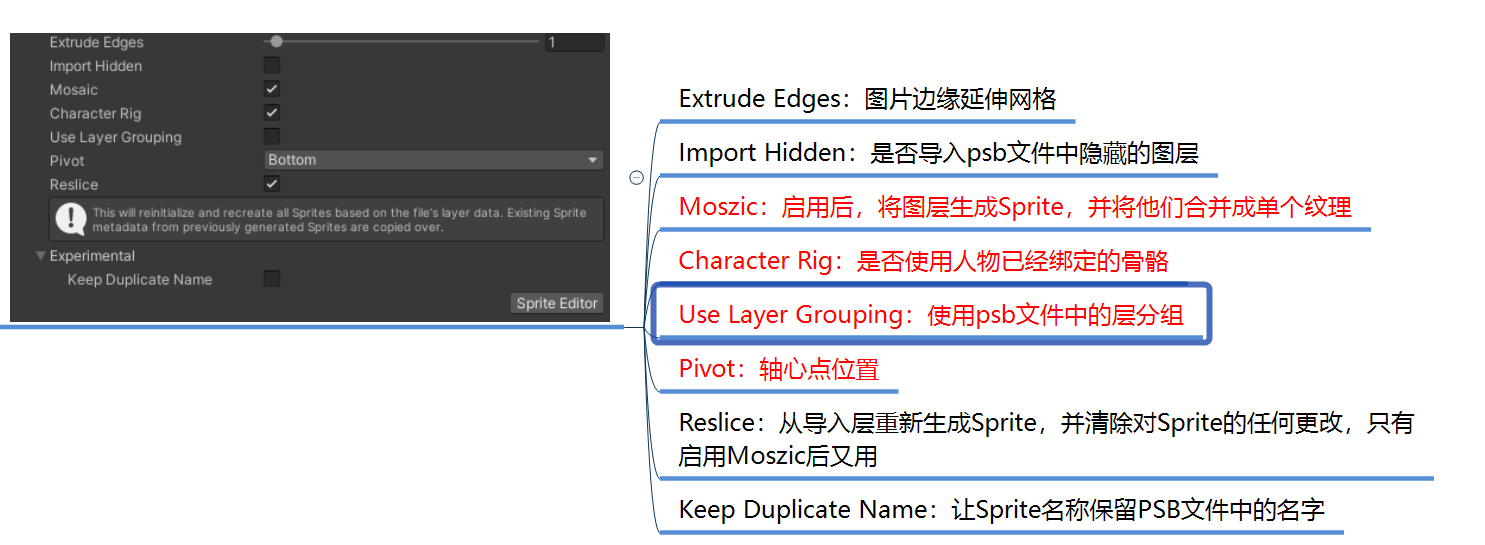 Extrude Edges
1
Import Hidden
Mosaic
Character Rig
Use Layer Grouping
Pivot
Bottom
Reslice
This will reinitialize and recreate all Sprites based on the file's layer data. Existing Sprite
metadata from previously generated Sprites are copied over.
Experimental
Keep Duplicate Name
Sprite Editor
Extrude Edges：图片边缘延伸网格
Import Hidden：是否导入psb文件中隐藏的图层
Moszic：启用后，将图层生成Sprite，并将他们合并成单个纹理
Character Rig：是否使用人物已经绑定的骨骼
Use Layer Grouping：使用psb文件中的层分组
Pivot：轴心点位置
Reslice：从导入层重新生成Sprite，并清除对Sprite的任何更改，只有
启用Moszic后又用
Keep Duplicate Name：让Sprite名称保留PSB文件中的名字